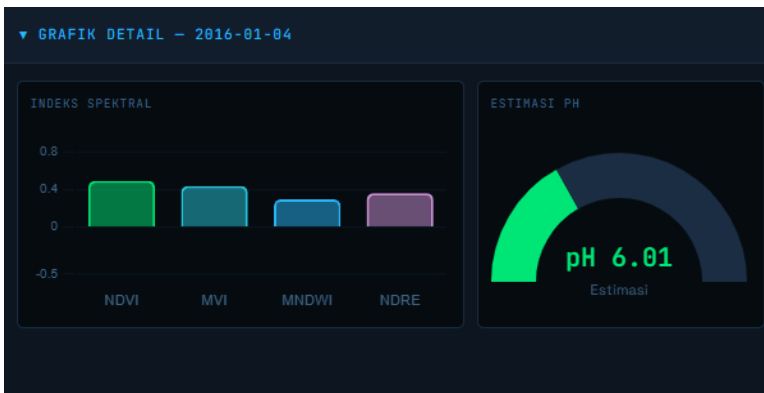 ▼ GRAFIK DETAIL — 2016-01-04
INDEKS SPEKTRAL
0.8
0.4
0
-0.5
NDVI MVI MNDWI NDRE
ESTIMASI PH
pH 6.01
Estimasi